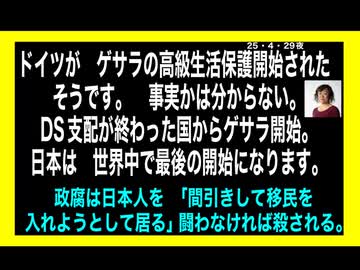 25・4・29夜
ドイツが　ゲサラの高級生活保護開始された
そうです。　事実かは分からない。
DS支配が終わった国からゲサラ開始。
日本は　世界中で最後の開始になります。
政腐は日本人を　「間引きして移民を
入れようとして居る」闘わなければ殺される。